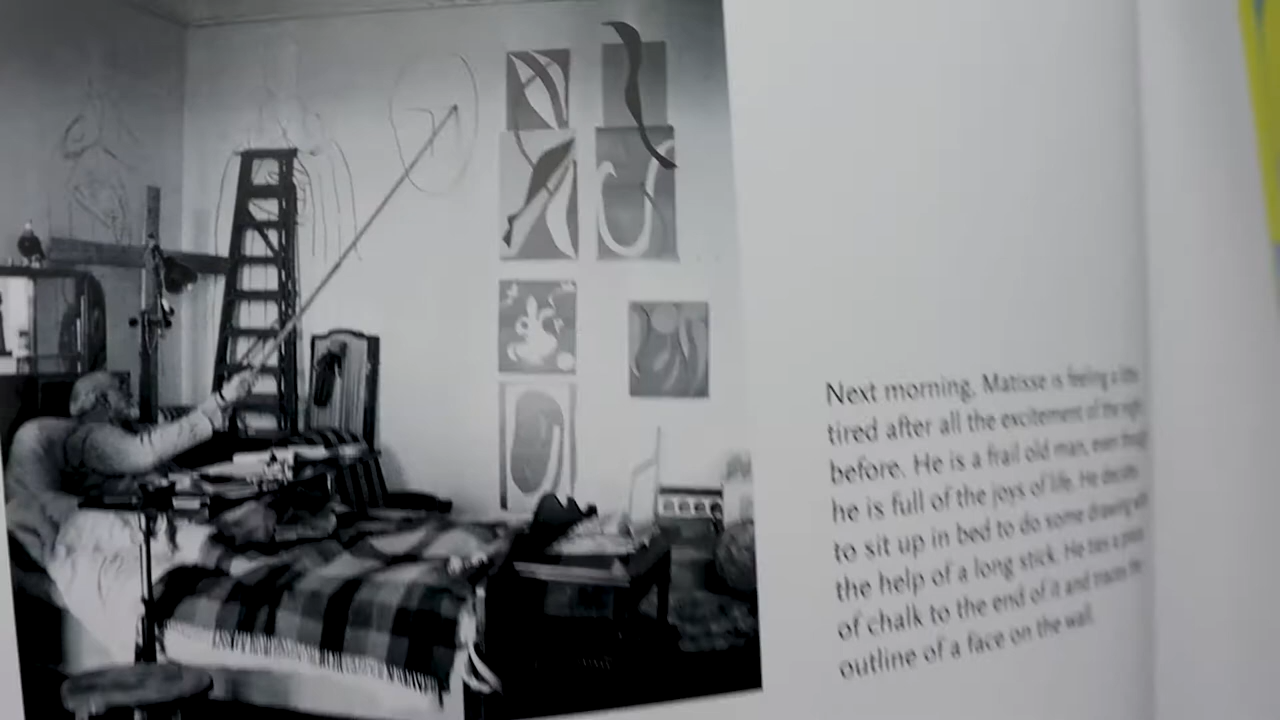 Next morning, Matisse is feeling a little
tired after all the excitement of the night
before. He is a frail old man, even though
he is full of the joys of life. He decides
to sit up in bed to do some drawing with
the help of a long stick. He ties a piece
of chalk to the end of it and traces the
outline of a face on the wall.